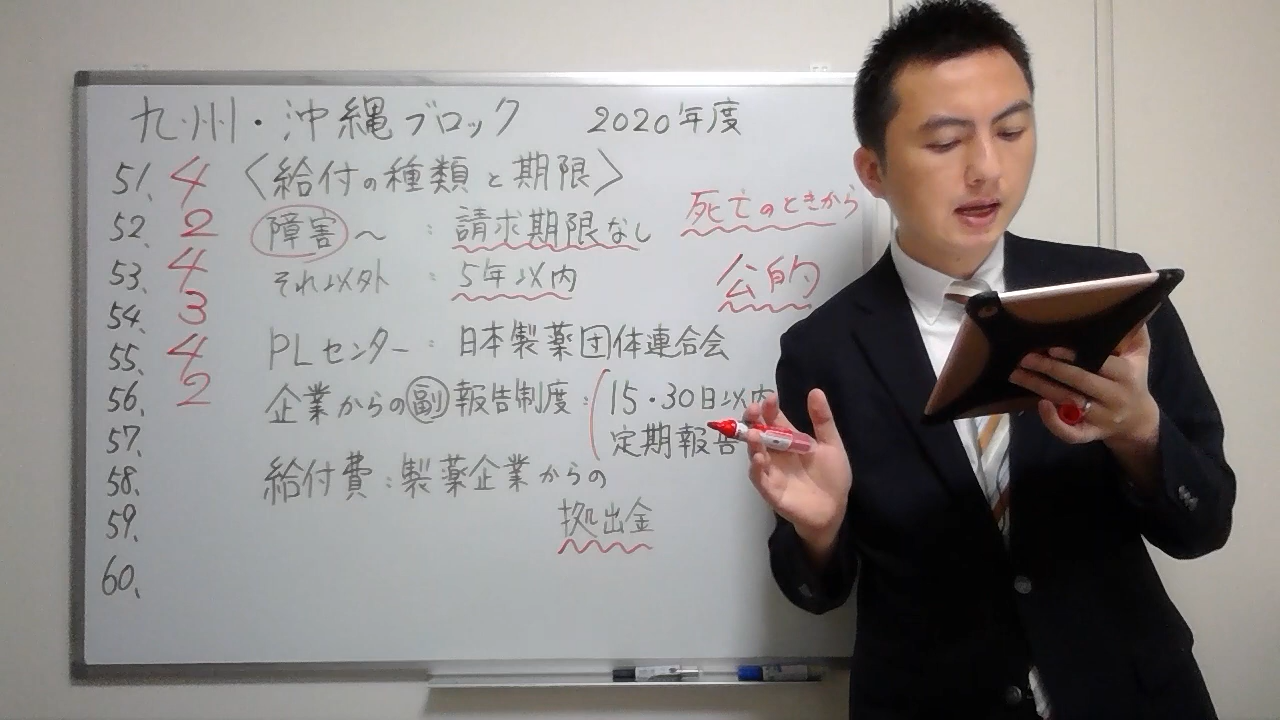 九州・沖縄ブロック 2020年度
51. 4 〈給付の種類と期限〉
52. 2 障害〜 : 請求期限なし 死亡のときから
53. 4 それ以外 : 5年以内 公的
54. 3
55. 4 PLセンター : 日本製薬団体連合会
56. 2 企業からの副報告制度 : 15・30日以内
57. 定期報告
58. 給付費 : 製薬企業からの
59. 拠出金
60.